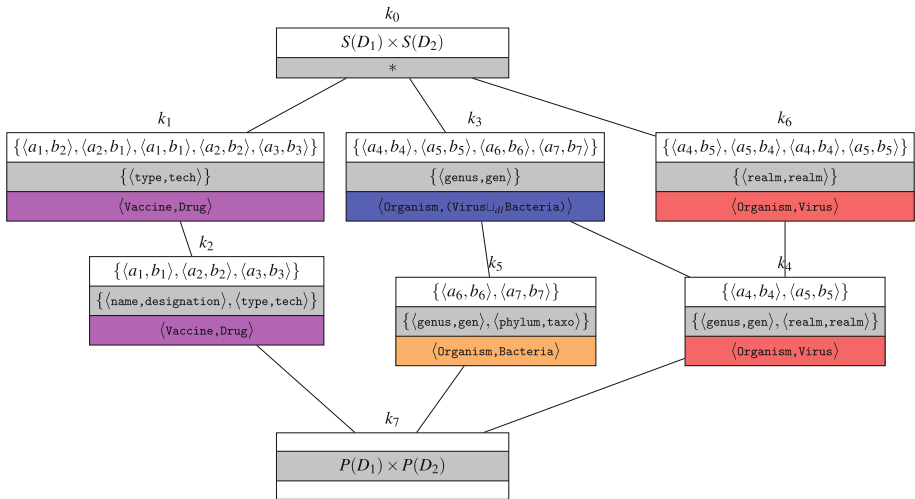 k₀
S(D₁) × S(D₂)
*
k₁
{⟨a₁,b₂⟩,⟨a₂,b₁⟩,⟨a₁,b₁⟩,⟨a₂,b₂⟩,⟨a₃,b₃⟩}
{⟨type,tech⟩}
⟨Vaccine,Drug⟩
k₃
{⟨a₄,b₄⟩,⟨a₅,b₅⟩,⟨a₆,b₆⟩,⟨a₇,b₇⟩}
{⟨genus,gen⟩}
⟨Organism,(Virus⊔_dl Bacteria)⟩
k₆
{⟨a₄,b₅⟩,⟨a₅,b₄⟩,⟨a₄,b₄⟩,⟨a₅,b₅⟩}
{⟨realm,realm⟩}
⟨Organism,Virus⟩
k₂
{⟨a₁,b₁⟩,⟨a₂,b₂⟩,⟨a₃,b₃⟩}
{⟨name,designation⟩,⟨type,tech⟩}
⟨Vaccine,Drug⟩
k₅
{⟨a₆,b₆⟩,⟨a₇,b₇⟩}
{⟨genus,gen⟩,⟨phylum,taxo⟩}
⟨Organism,Bacteria⟩
k₄
{⟨a₄,b₄⟩,⟨a₅,b₅⟩}
{⟨genus,gen⟩,⟨realm,realm⟩}
⟨Organism,Virus⟩
k₇
P(D₁) × P(D₂)